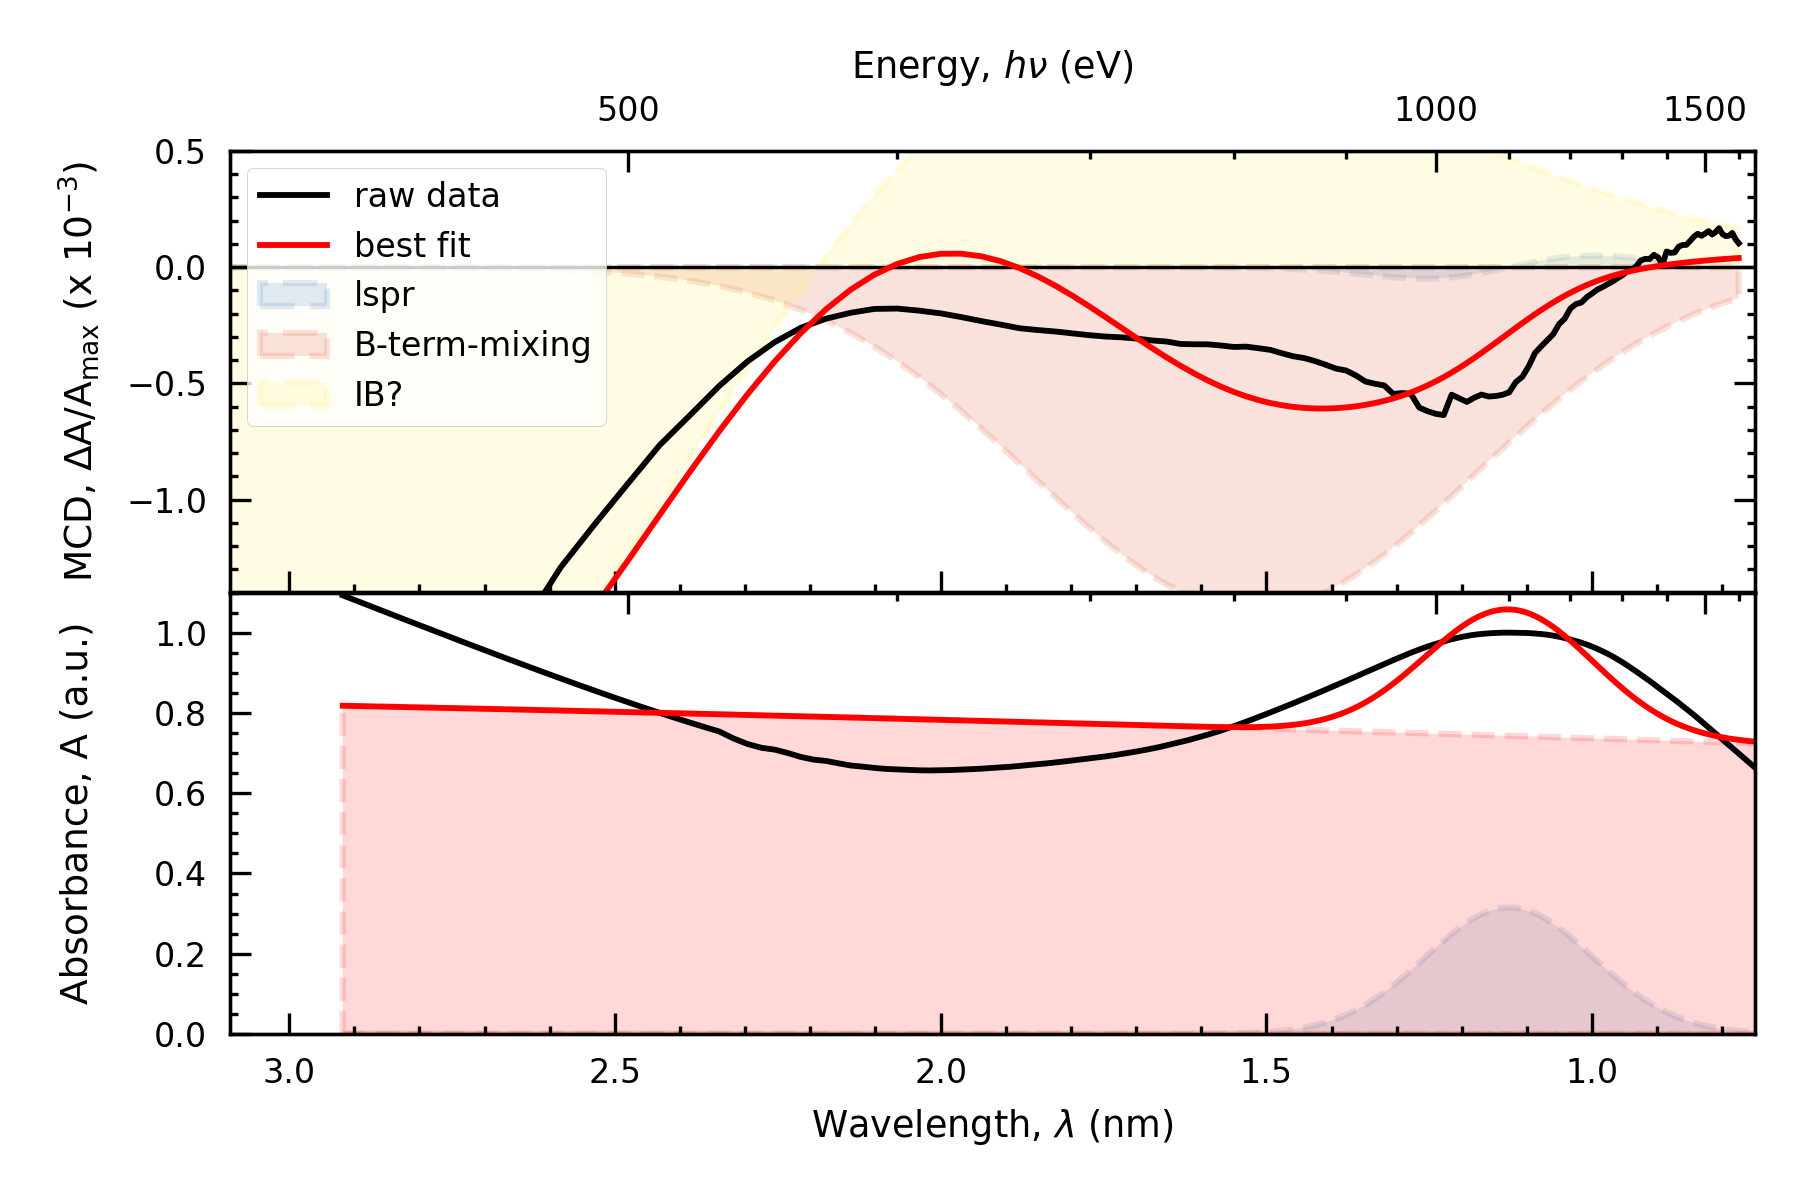 Energy, hν (eV)
500 1000 1500
0.5
0.0
−0.5
−1.0
MCD, ΔA/Amax (x 10−3)
raw data
best fit
lspr
B-term-mixing
IB?
1.0
0.8
0.6
0.4
0.2
0.0
Absorbance, A (a.u.)
3.0 2.5 2.0 1.5 1.0
Wavelength, λ (nm)